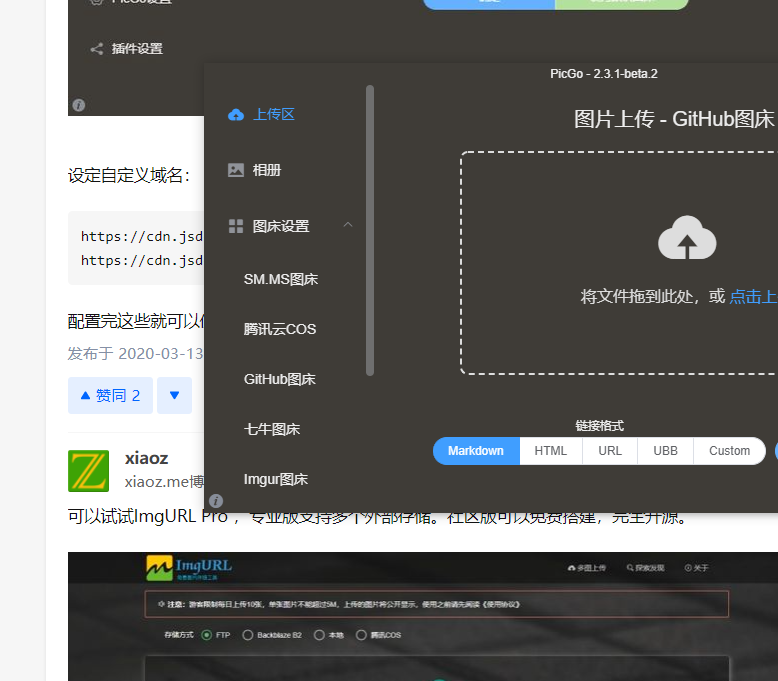 插件设置
设定自定义域名：
https://cdn.jsd
https://cdn.jsd
配置完这些就可以
发布于 2020-03-13
赞同 2
xiaoz
xiaoz.me博
可以试试ImgURL Pro ，专业版支持多个外部存储。社区版可以免费搭建，完全开源。
PicGo - 2.3.1-beta.2
上传区
相册
图床设置
SM.MS图床
腾讯云COS
GitHub图床
七牛图床
Imgur图床
图片上传 - GitHub图床
将文件拖到此处，或 点击上
链接格式
Markdown HTML URL UBB Custom
ImgURL
多图上传 探索发现 关于
注意：游客限制每日上传10张，单张图片不能超过5M，上传的图片将公开显示，使用之前请先阅读《使用协议》
存储方式 FTP Backblaze B2 本地 腾讯COS